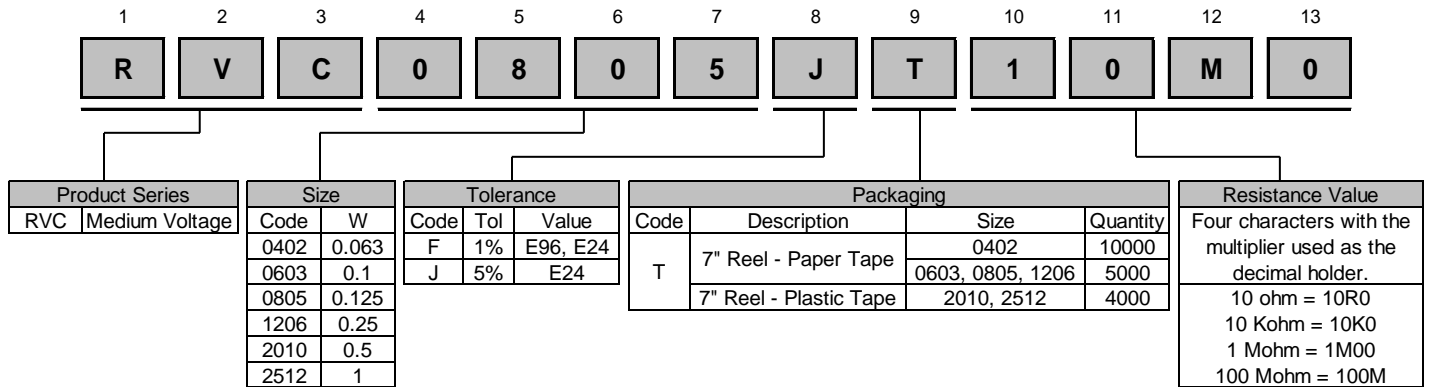 1 2 3 4 5 6 7 8 9 10 11 12 13
R V C 0 8 0 5 J T 1 0 M 0
Product Series
RVC Medium Voltage
Size
Code W
0402 0.063
0603 0.1
0805 0.125
1206 0.25
2010 0.5
2512 1
Tolerance
Code Tol Value
F 1% E96, E24
J 5% E24
Packaging
Code Description Size Quantity
T 7" Reel - Paper Tape 0402 10000
0603, 0805, 1206 5000
7" Reel - Plastic Tape 2010, 2512 4000
Resistance Value
Four characters with the
multiplier used as the
decimal holder.
10 ohm = 10R0
10 Kohm = 10K0
1 Mohm = 1M00
100 Mohm = 100M